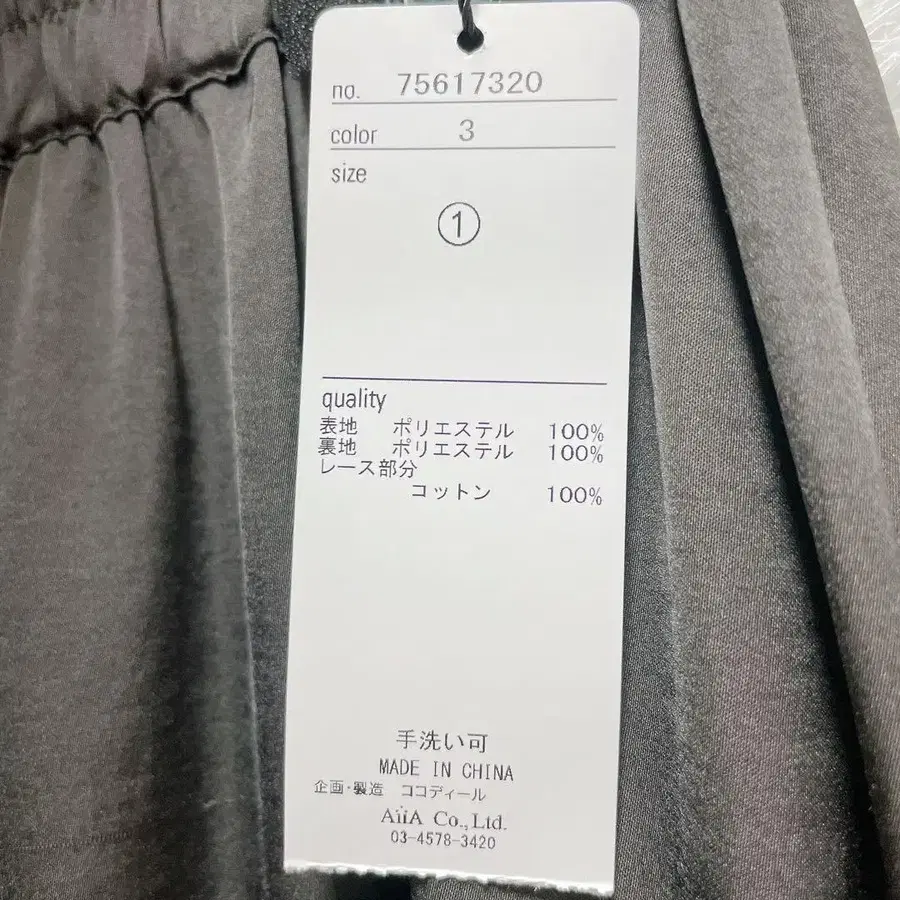 no. 75617320
color 3
size
①
quality
表地 ポリエステル 100%
裏地 ポリエステル 100%
レース部分
コットン 100%
手洗い可
MADE IN CHINA
企画・製造 ココディール
AiiA Co.,Ltd.
03-4578-3420